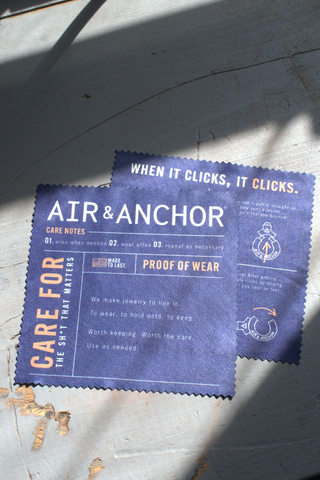 WHEN IT CLICKS, IT CLICKS.
AIR & ANCHOR
CARE NOTES
01. wipe when needed 02. wear often 03. repeat as necessary
MADE
TO LAST.
PROOF OF WEAR
CARE FOR
THE SH*T THAT MATTERS
We make jewelry to live in.
To wear, to hold onto, to keep.
Worth keeping. Worth the care.
Use as needed.